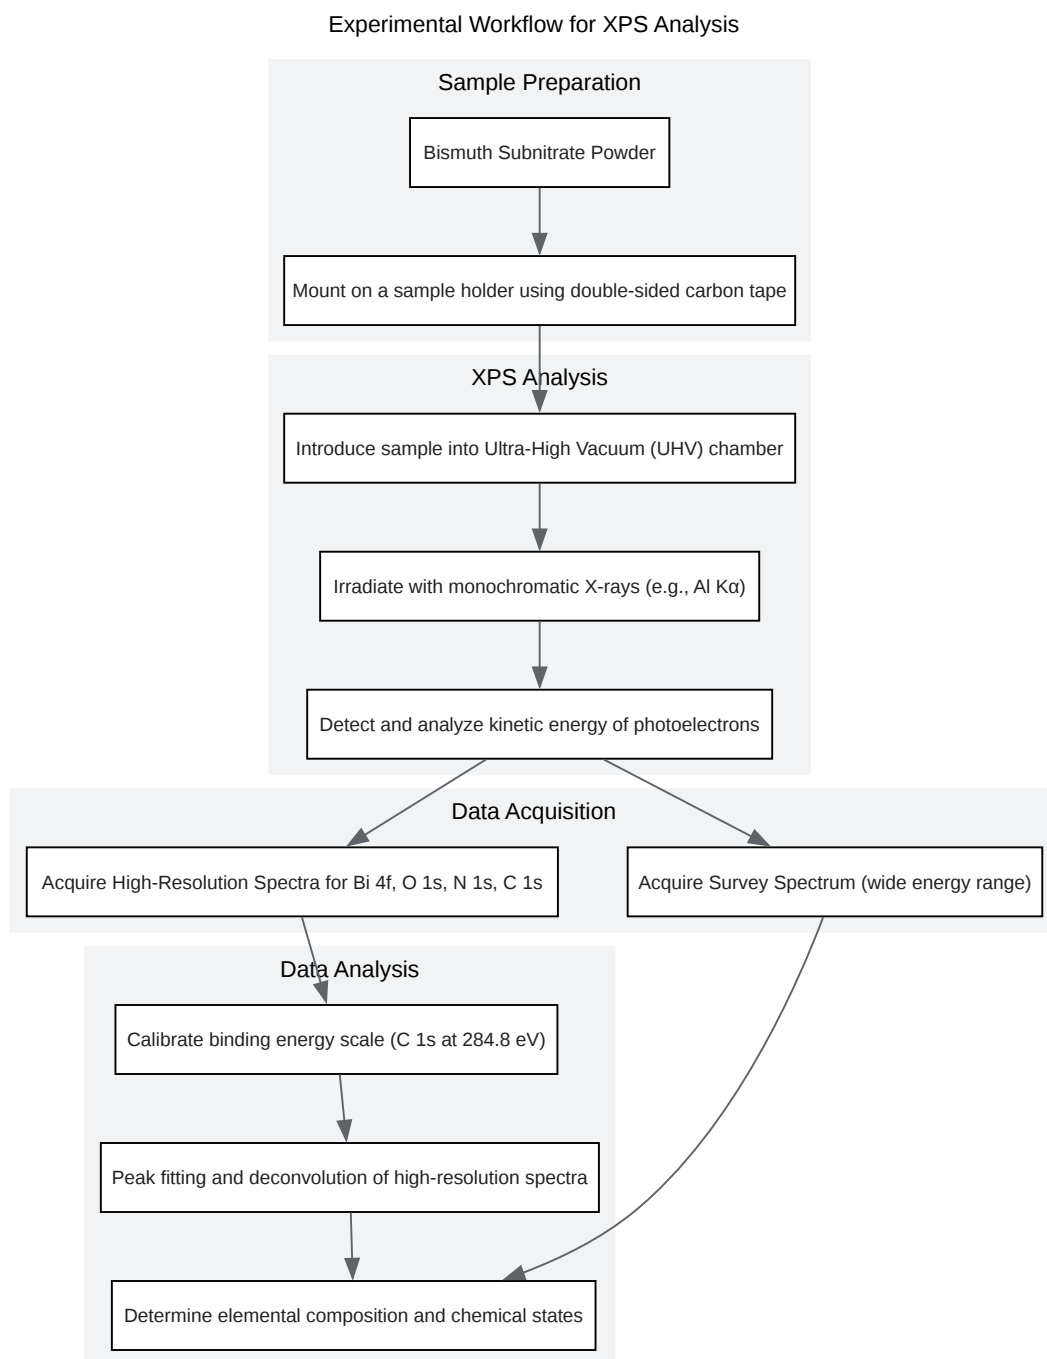 Experimental Workflow for XPS Analysis
Sample Preparation
Bismuth Subnitrate Powder
Mount on a sample holder using double-sided carbon tape
XPS Analysis
Introduce sample into Ultra-High Vacuum (UHV) chamber
Irradiate with monochromatic X-rays (e.g., Al Kα)
Detect and analyze kinetic energy of photoelectrons
Data Acquisition
Acquire High-Resolution Spectra for Bi 4f, O 1s, N 1s, C 1s
Acquire Survey Spectrum (wide energy range)
Data Analysis
Calibrate binding energy scale (C 1s at 284.8 eV)
Peak fitting and deconvolution of high-resolution spectra
Determine elemental composition and chemical states